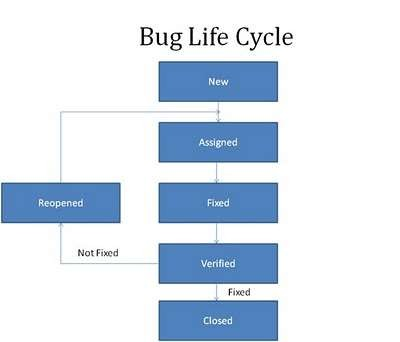 Bug Life Cycle
New
Assigned
Reopened
Fixed
Not Fixed
Verified
Fixed
Closed